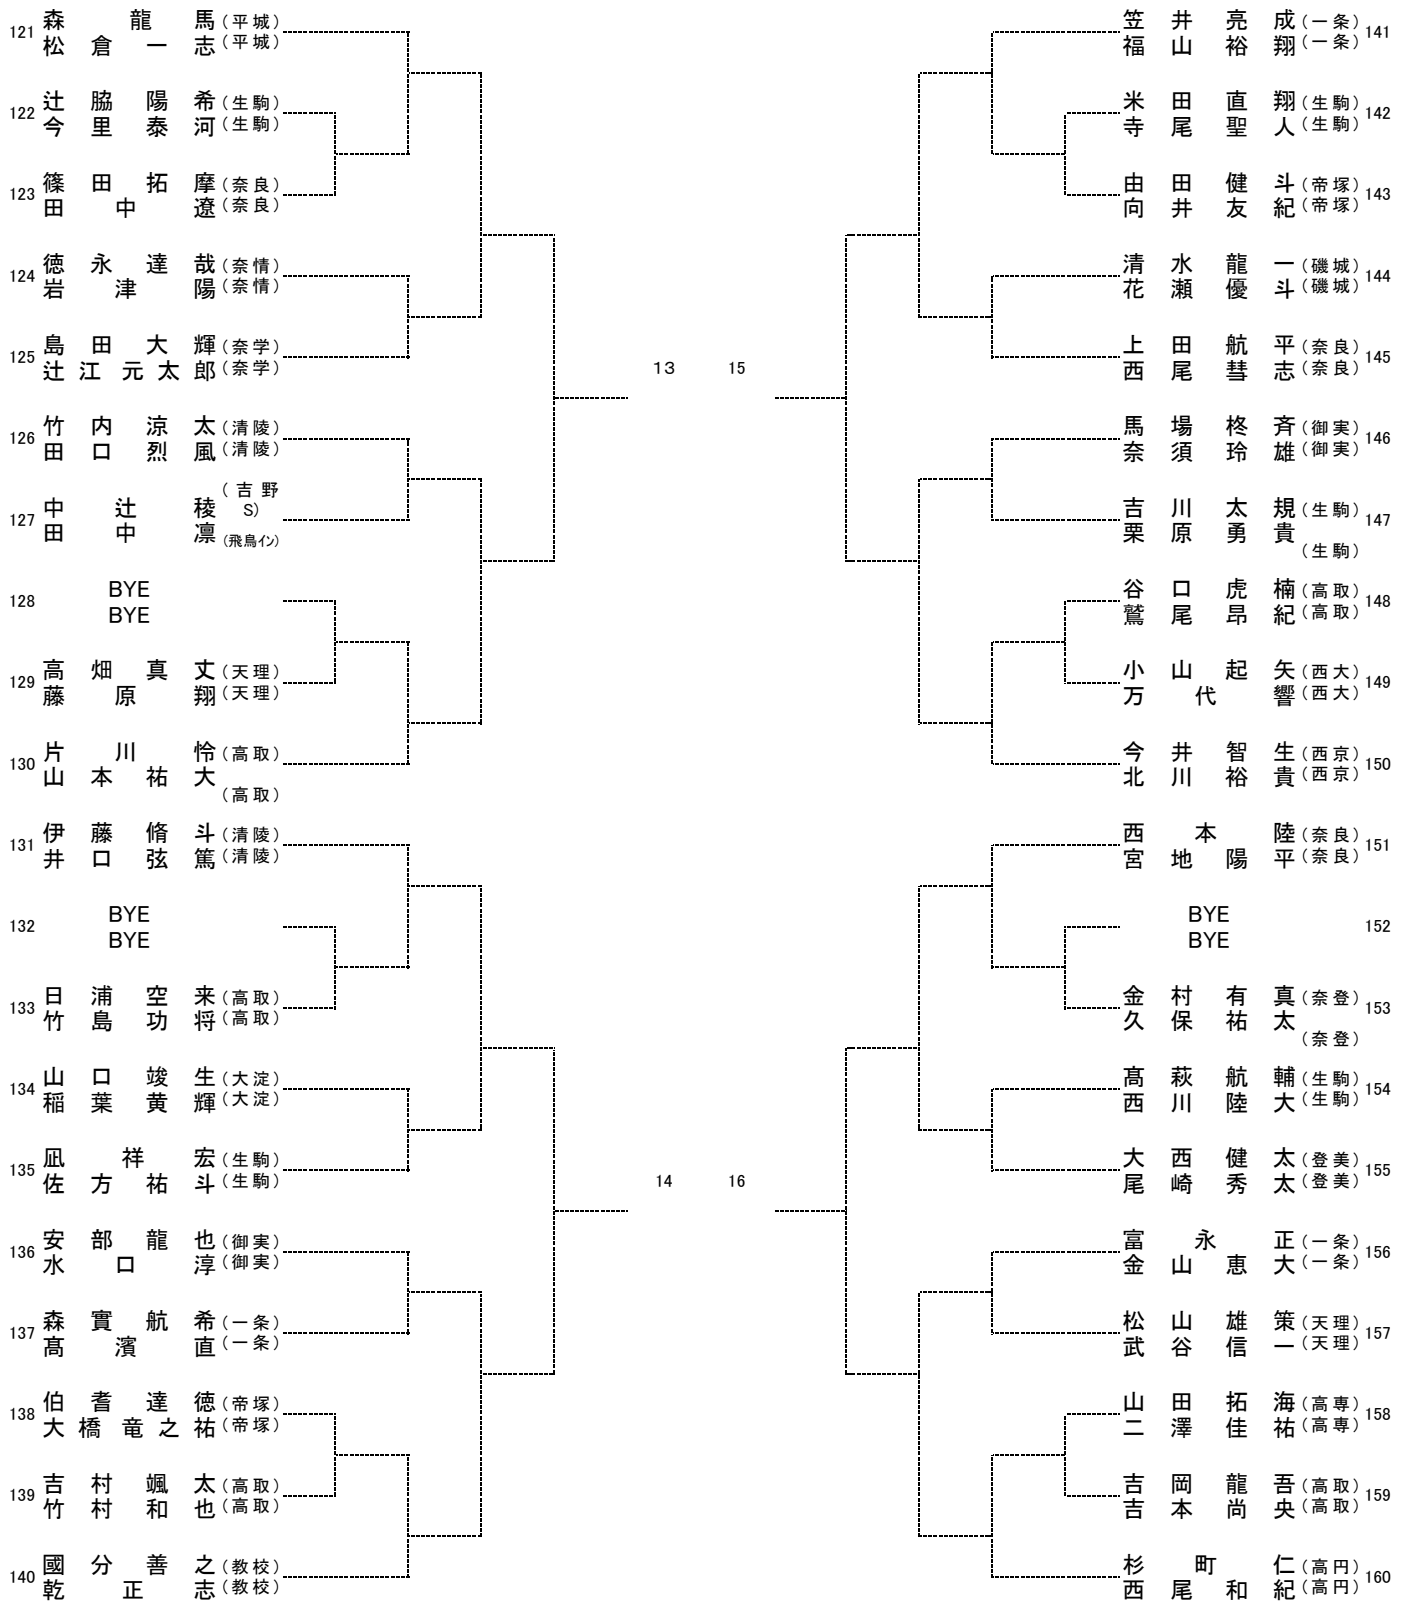 121 森 龍 馬 (平城)
松 倉 一 志 (平城)
122 辻 脇 陽 希 (生駒)
今 里 泰 河 (生駒)
123 篠 田 拓 摩 (奈良)
田 中 遼 (奈良)
124 徳 永 達 哉 (奈情)
岩 津 陽 (奈情)
125 島 田 大 輝 (奈学)
辻 江 元 太 郎 (奈学)
126 竹 内 涼 太 (清陵)
田 口 烈 風 (清陵)
127 中 辻 稜 (吉野S)
田 中 凛 (飛鳥イン)
128 BYE
BYE
129 高 畑 真 丈 (天理)
藤 原 翔 (天理)
130 片 川 怜 (高取)
山 本 祐 大 (高取)
13
131 伊 藤 脩 斗 (清陵)
井 口 弦 篤 (清陵)
132 BYE
BYE
133 日 浦 空 来 (高取)
竹 島 功 将 (高取)
134 山 口 竣 生 (大淀)
稲 葉 黄 輝 (大淀)
135 凪 祥 宏 (生駒)
佐 方 祐 斗 (生駒)
136 安 部 龍 也 (御実)
水 口 淳 (御実)
137 森 實 航 希 (一条)
髙 濱 直 (一条)
138 伯 耆 達 徳 (帝塚)
大 橋 竜 之 祐 (帝塚)
139 吉 村 颯 太 (高取)
竹 村 和 也 (高取)
140 國 分 善 之 (教校)
乾 正 志 (教校)
14
笠 井 亮 成 (一条) 141
福 山 裕 翔 (一条)
米 田 直 翔 (生駒) 142
寺 尾 聖 人 (生駒)
由 田 健 斗 (帝塚) 143
向 井 友 紀 (帝塚)
清 水 龍 一 (磯城) 144
花 瀬 優 斗 (磯城)
上 田 航 平 (奈良) 145
西 尾 彗 志 (奈良)
馬 場 柊 斉 (御実) 146
奈 須 玲 雄 (御実)
吉 川 太 規 (生駒) 147
栗 原 勇 貴 (生駒)
谷 口 虎 楠 (高取) 148
鷲 尾 昂 紀 (高取)
小 山 起 矢 (西大) 149
万 代 響 (西大)
今 井 智 生 (西京) 150
北 川 裕 貴 (西京)
15
西 本 陸 (奈良) 151
宮 地 陽 平 (奈良)
BYE 152
BYE
金 村 有 真 (奈登) 153
久 保 祐 太 (奈登)
髙 萩 航 輔 (生駒) 154
西 川 陸 大 (生駒)
大 西 健 太 (登美) 155
尾 崎 秀 太 (登美)
富 永 正 (一条) 156
金 山 恵 大 (一条)
松 山 雄 策 (天理) 157
武 谷 信 一 (天理)
山 田 拓 海 (高専) 158
二 澤 佳 祐 (高専)
吉 岡 龍 吾 (高取) 159
吉 本 尚 央 (高取)
杉 町 仁 (高円) 160
西 尾 和 紀 (高円)
16